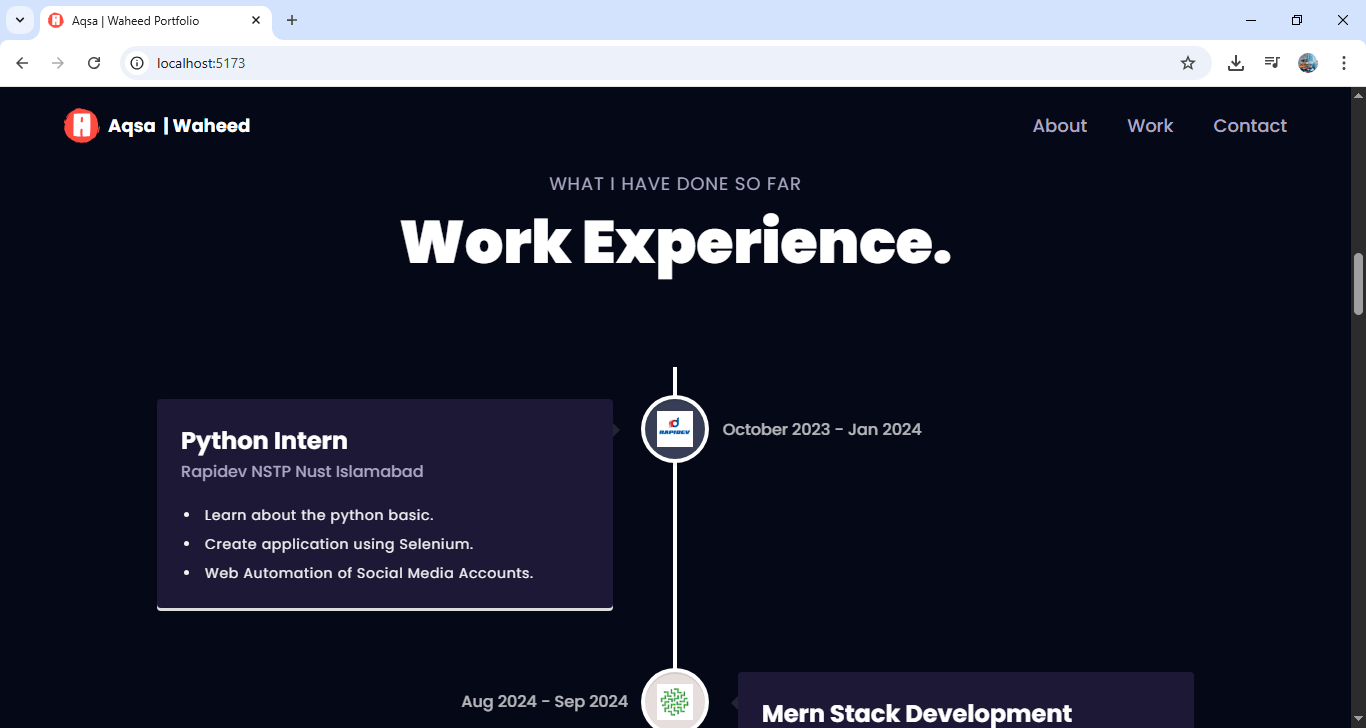 Aqsa | Waheed Portfolio
localhost:5173
Aqsa | Waheed
About
Work
Contact
WHAT I HAVE DONE SO FAR
Work Experience.
Python Intern
Rapidev NSTP Nust Islamabad
• Learn about the python basic.
• Create application using Selenium.
• Web Automation of Social Media Accounts.
RAPIDEV
October 2023 - Jan 2024
Aug 2024 - Sep 2024
Mern Stack Development